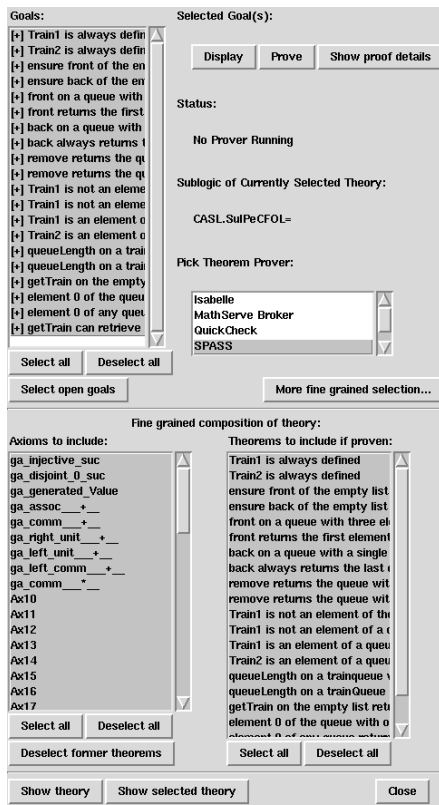 Goals:
[+] Train1 is always defin
[+] Train2 is always defin
[+] ensure front of the en
[+] ensure back of the en
[+] front on a queue with
[+] front returns the first
[+] back on a queue with
[+] back always returns t
[+] remove returns the qu
[+] remove returns the qu
[+] Train1 is not an eleme
[+] Train1 is not an eleme
[+] Train1 is an element o
[+] Train2 is an element o
[+] queueLength on a trai
[+] queueLength on a trai
[+] getTrain on the empty
[+] element 0 of the queu
[+] element 0 of any queu
[+] getTrain can retrieve
Select all Deselect all
Select open goals
Selected Goal(s):
Display Prove Show proof details
Status:
No Prover Running
Sublogic of Currently Selected Theory:
CASL.SulPeCFOL=
Pick Theorem Prover:
Isabelle
MathServe Broker
QuickCheck
SPASS
More fine grained selection...
Fine grained composition of theory:
Axioms to include:
ga_injective_suc
ga_disjoint_0_suc
ga_generated_Value
ga_assoc___+__
ga_comm___+__
ga_right_unit___+__
ga_left_unit___+__
ga_left_comm___+__
ga_comm___*__
Ax10
Ax11
Ax12
Ax13
Ax14
Ax15
Ax16
Ax17
Select all Deselect all
Deselect former theorems
Theorems to include if proven:
Train1 is always defined
Train2 is always defined
ensure front of the empty list
ensure back of the empty list
front on a queue with three ele
front returns the first element
back on a queue with a single
back always returns the last e
remove returns the queue wit
remove returns the queue wit
Train1 is not an element of the
Train1 is not an element of a q
Train1 is an element of a queu
Train2 is an element of a queu
queueLength on a trainqueue w
queueLength on a trainQueue
getTrain on the empty list retu
element 0 of the queue with o
element 0 of any queue return
Select all Deselect all
Show theory Show selected theory Close